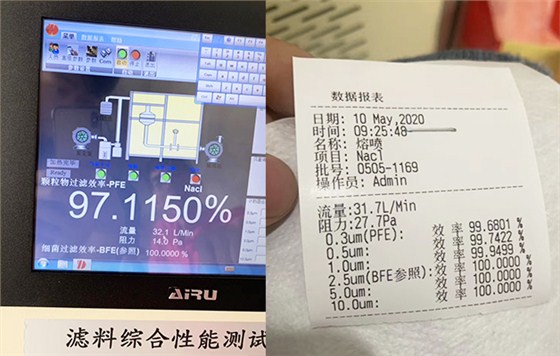 Com
启动
停止
Ready
Nacl
颗粒物过滤效率-PFE
97.1150%
流量 32.1 L/Min
阻力 14.0 Pa
细菌过滤效率-BFE(参照) 100.0000 %
AiRU
滤料综合性能测试
数据报表
日期: 10 May,2020
时间: 09:25:48
名称: 熔喷
项目: Nacl
批号: 0505-1169
操作员: Admin
流量:31.7L/Min
阻力:27.7Pa
0.3um(PFE): 效率 99.6801 %
0.5um: 效率 99.7422 %
1.0um: 效率 99.9499 %
2.5um(BFE参照): 效率 100.0000 %
5.0um: 效率 100.0000 %
10.0um: 效率 100.0000 %